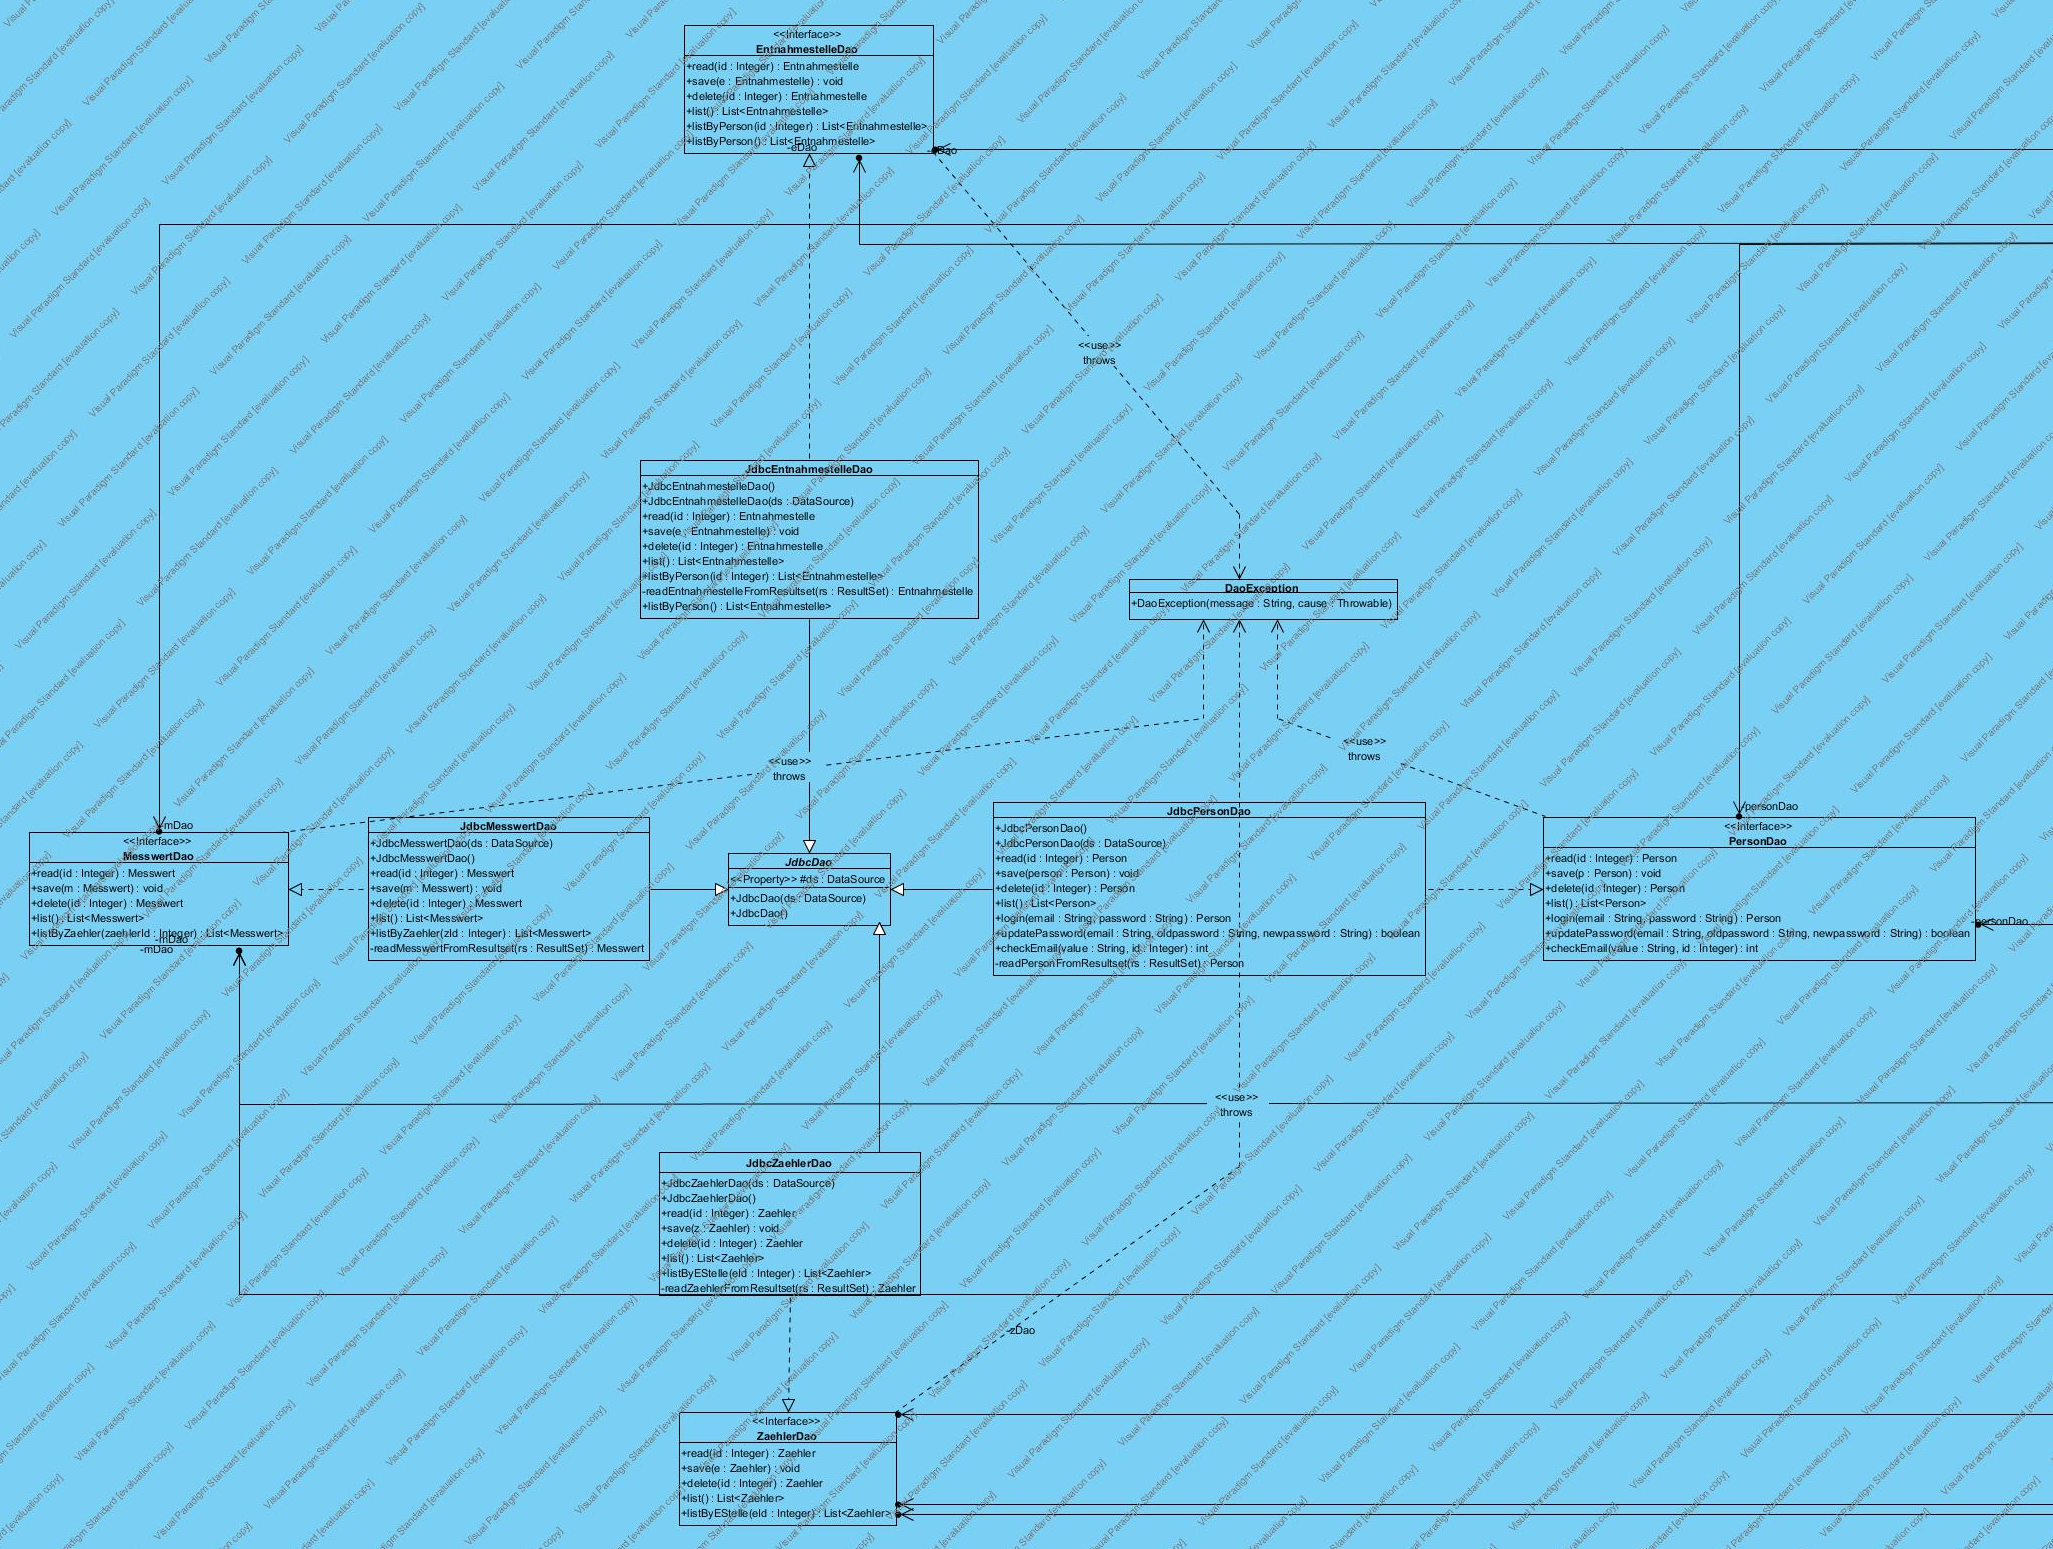 <<Interface>>
EntnahmestelleDao
+read(id : Integer) : Entnahmestelle
+save(e : Entnahmestelle) : void
+delete(id : Integer) : Entnahmestelle
+list() : List<Entnahmestelle>
+listByPerson(id : Integer) : List<Entnahmestelle>
+listByPerson() : List<Entnahmestelle>
-eDao
<<use>>
throws
JdbcEntnahmestelleDao
+JdbcEntnahmestelleDao()
+JdbcEntnahmestelleDao(ds : DataSource)
+read(id : Integer) : Entnahmestelle
+save(e : Entnahmestelle) : void
+delete(id : Integer) : Entnahmestelle
+list() : List<Entnahmestelle>
+listByPerson(id : Integer) : List<Entnahmestelle>
-readEntnahmestelleFromResultset(rs : ResultSet) : Entnahmestelle
+listByPerson() : List<Entnahmestelle>
DaoException
+DaoException(message : String, cause : Throwable)
<<use>>
throws
<<use>>
throws
-mDao
<<Interface>>
MesswertDao
+read(id : Integer) : Messwert
+save(m : Messwert) : void
+delete(id : Integer) : Messwert
+list() : List<Messwert>
+listByZaehler(zaehlerId : Integer) : List<Messwert>
-mDao
-mDao
JdbcMesswertDao
+JdbcMesswertDao(ds : DataSource)
+JdbcMesswertDao()
+read(id : Integer) : Messwert
+save(m : Messwert) : void
+delete(id : Integer) : Messwert
+list() : List<Messwert>
+listByZaehler(zId : Integer) : List<Messwert>
-readMesswertFromResultset(rs : ResultSet) : Messwert
JdbcDao
<<Property>> #ds : DataSource
+JdbcDao(ds : DataSource)
+JdbcDao()
JdbcPersonDao
+JdbcPersonDao()
+JdbcPersonDao(ds : DataSource)
+read(id : Integer) : Person
+save(person : Person) : void
+delete(id : Integer) : Person
+list() : List<Person>
+login(email : String, password : String) : Person
+updatePassword(email : String, oldpassword : String, newpassword : String) : boolean
+checkEmail(value : String, id : Integer) : int
-readPersonFromResultset(rs : ResultSet) : Person
-personDao
<<Interface>>
PersonDao
+read(id : Integer) : Person
+save(p : Person) : void
+delete(id : Integer) : Person
+list() : List<Person>
+login(email : String, password : String) : Person
+updatePassword(email : String, oldpassword : String, newpassword : String) : boolean
+checkEmail(value : String, id : Integer) : int
-personDao
<<use>>
throws
JdbcZaehlerDao
+JdbcZaehlerDao(ds : DataSource)
+JdbcZaehlerDao()
+read(id : Integer) : Zaehler
+save(z : Zaehler) : void
+delete(id : Integer) : Zaehler
+list() : List<Zaehler>
+listByEStelle(eId : Integer) : List<Zaehler>
-readZaehlerFromResultset(rs : ResultSet) : Zaehler
-zDao
<<Interface>>
ZaehlerDao
+read(id : Integer) : Zaehler
+save(e : Zaehler) : void
+delete(id : Integer) : Zaehler
+list() : List<Zaehler>
+listByEStelle(eId : Integer) : List<Zaehler>
Visual Paradigm Standard [evaluation copy]